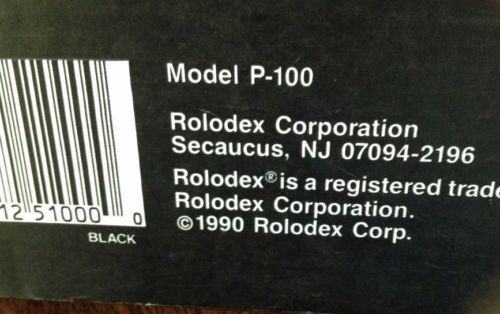 Model P-100
Rolodex Corporation
Secaucus, NJ 07094-2196
Rolodex® is a registered trade
Rolodex Corporation.
©1990 Rolodex Corp.
12 51000 0
BLACK